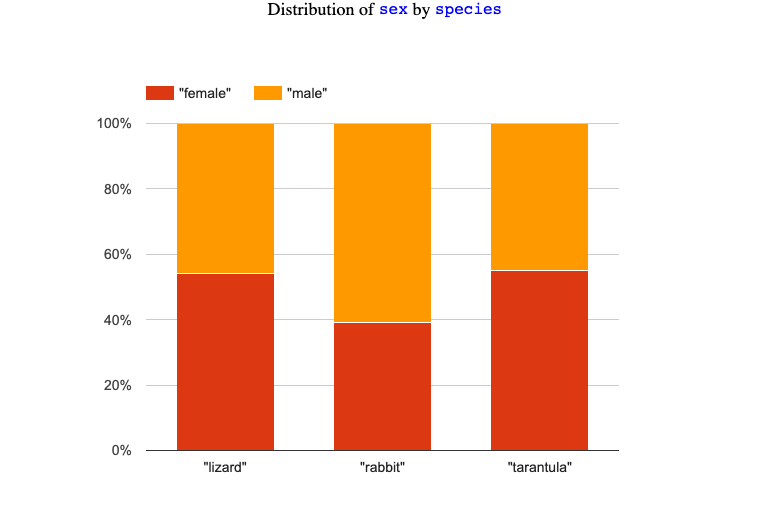 Distribution of sex by species
"female" "male"
100%
80%
60%
40%
20%
0%
"lizard" "rabbit" "tarantula"